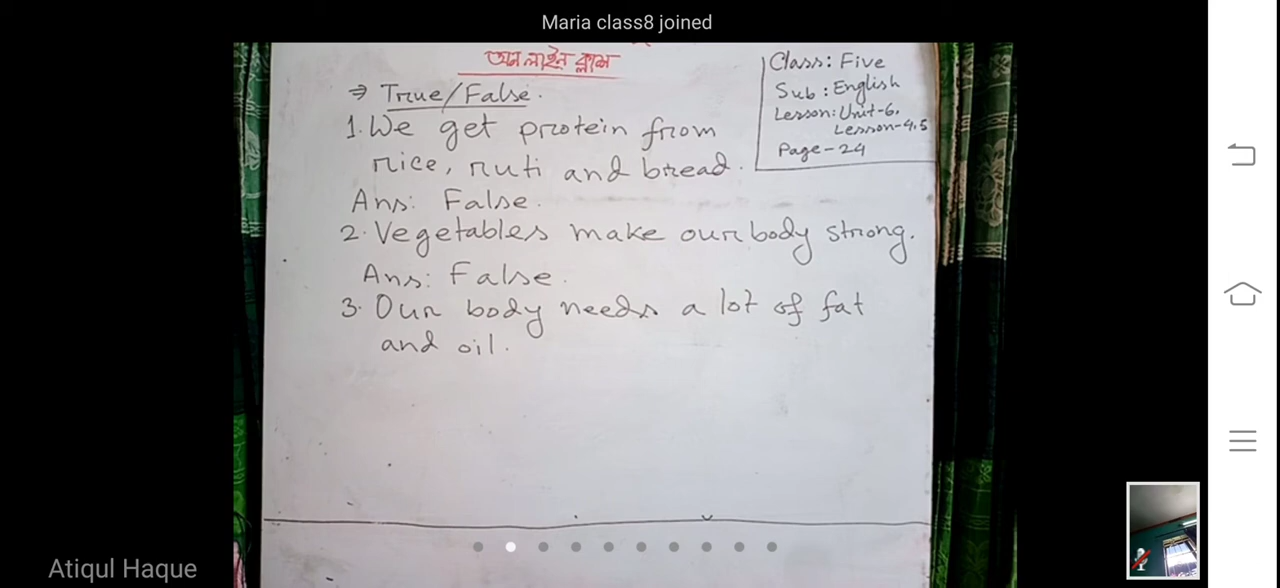 Maria class8 joined
অন লাইন ক্লাশ
Class: Five
Sub: English
Lesson: Unit-6,
Lesson-4,5
Page-24
⇒ True/False.
1. We get protein from
rice, ruti and bread.
Ans: False.
2. Vegetables make our body strong.
Ans: False.
3. Our body needs a lot of fat
and oil.
Atiqul Haque